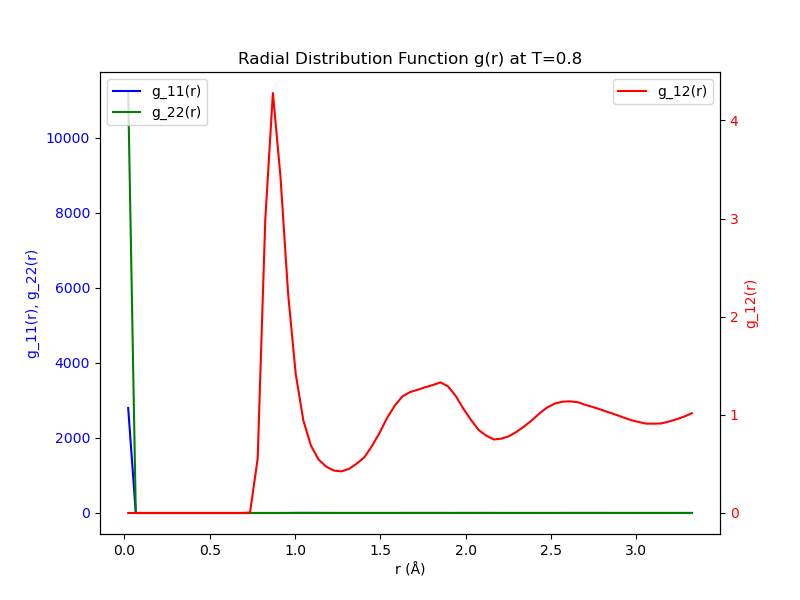 Radial Distribution Function g(r) at T=0.8
g_11(r)
g_22(r)
g_12(r)
10000
8000
6000
4000
2000
0
g_11(r), g_22(r)
4
3
2
1
0
g_12(r)
0.0 0.5 1.0 1.5 2.0 2.5 3.0
r (Å)